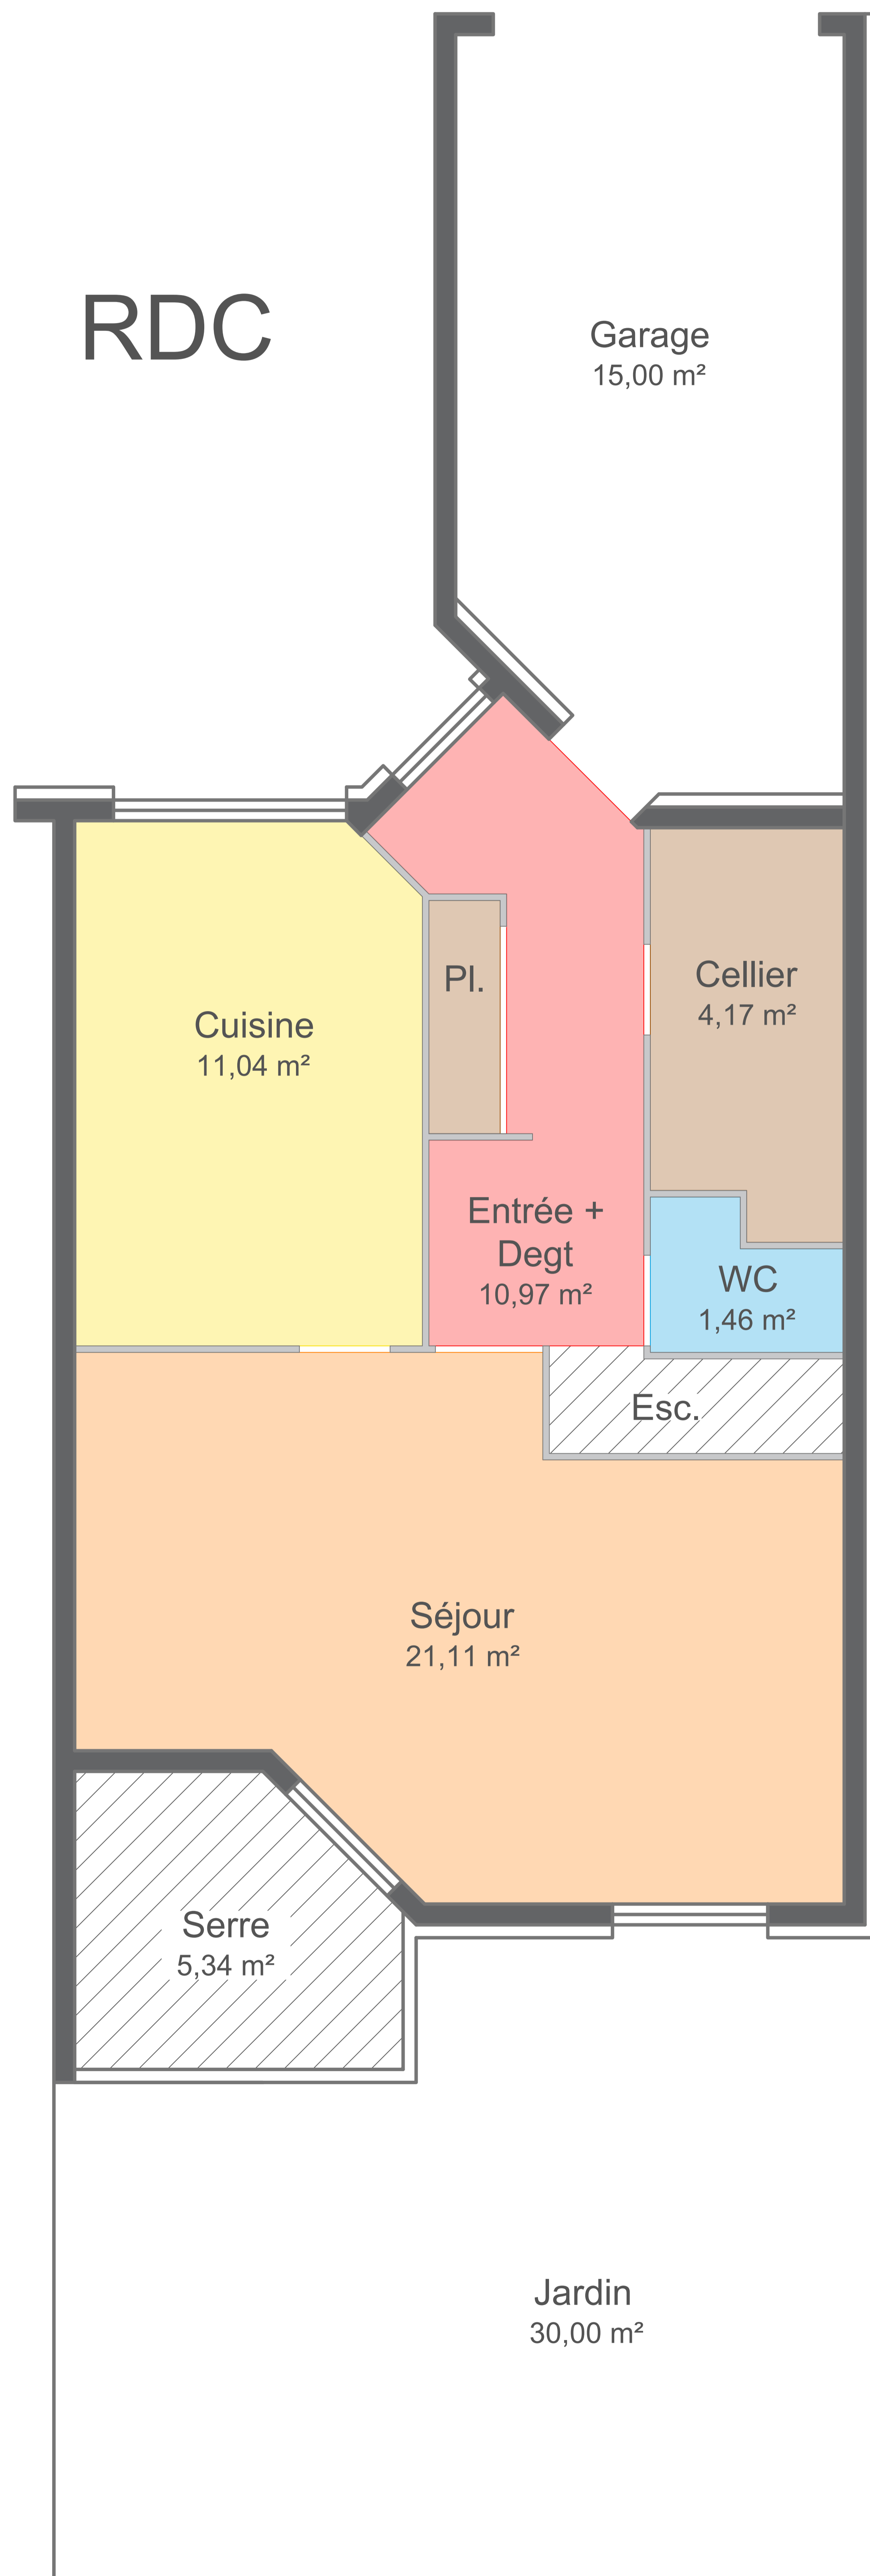 RDC
Garage
15,00 m²
Pl.
Cellier
4,17 m²
Cuisine
11,04 m²
Entrée +
Degt
10,97 m²
WC
1,46 m²
Esc.
Séjour
21,11 m²
Serre
5,34 m²
Jardin
30,00 m²